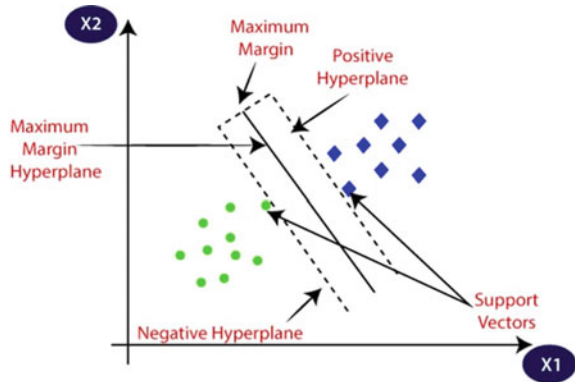 X2
Maximum
Margin
Positive
Hyperplane
Maximum
Margin
Hyperplane
Negative Hyperplane
Support
Vectors
X1